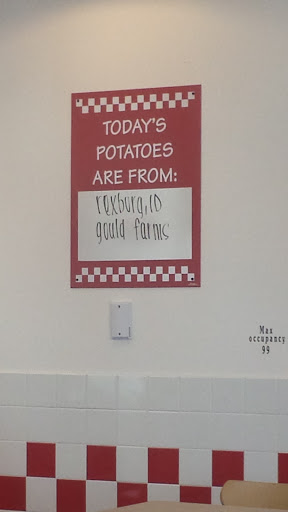 TODAY'S
POTATOES
ARE FROM:
rexburg, ID
gould farms
Max
occupancy
99